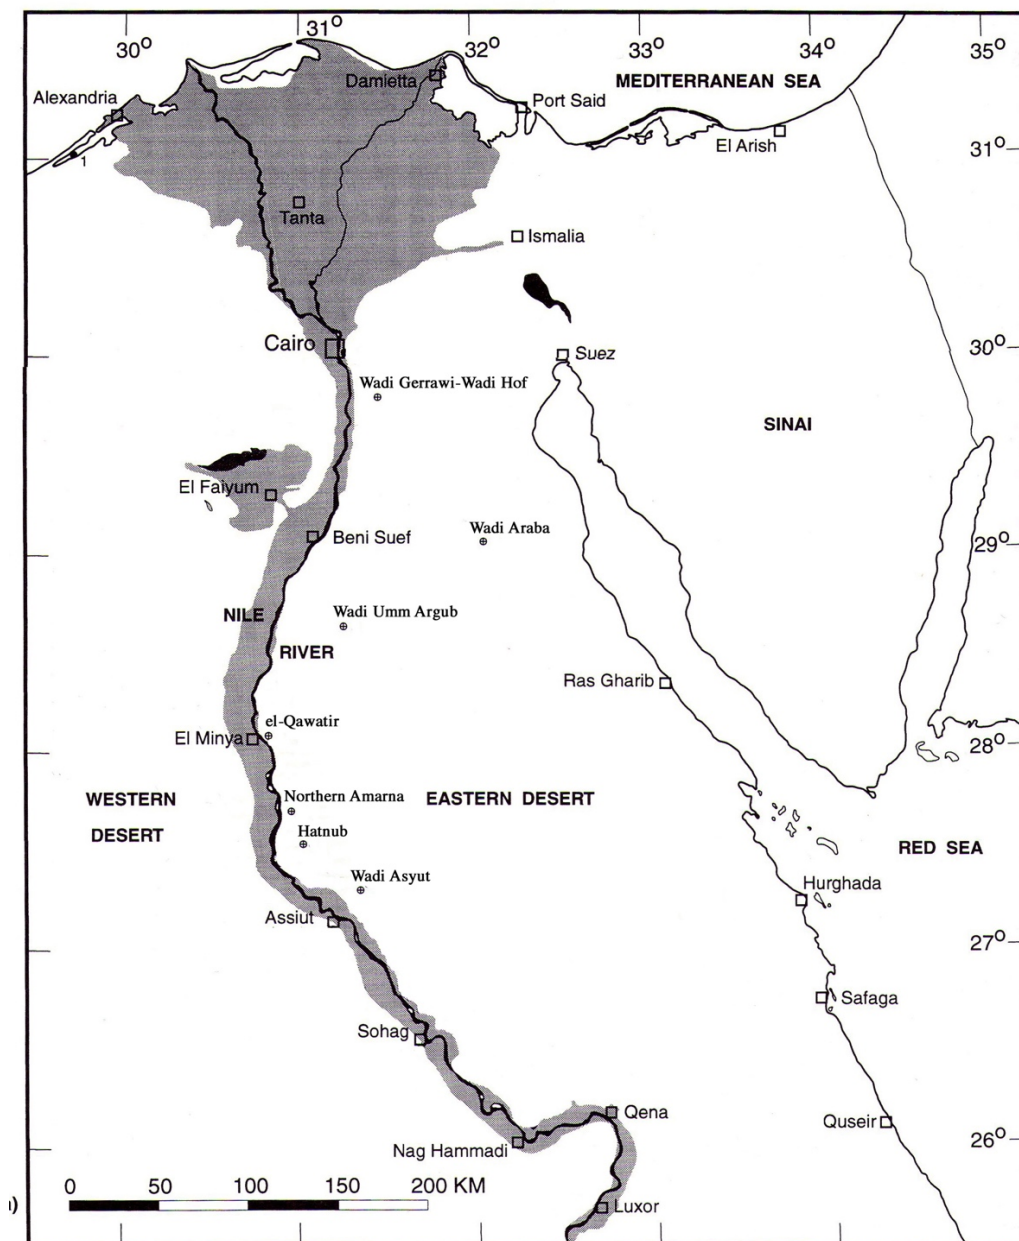 30° 31° 32° 33° 34° 35°
Damietta
MEDITERRANEAN SEA
Alexandria
Port Said
El Arish
1
31°
Tanta
Ismalia
Cairo
Suez
30°
Wadi Gerrawi-Wadi Hof
SINAI
El Faiyum
Beni Suef
Wadi Araba
29°
NILE
Wadi Umm Argub
RIVER
Ras Gharib
el-Qawatir
El Minya
28°
WESTERN
DESERT
Northern Amarna
EASTERN DESERT
Hatnub
RED SEA
Wadi Asyut
Hurghada
Assiut
27°
Safaga
Sohag
Qena
Quseir
26°
Nag Hammadi
0 50 100 150 200 KM
Luxor
)